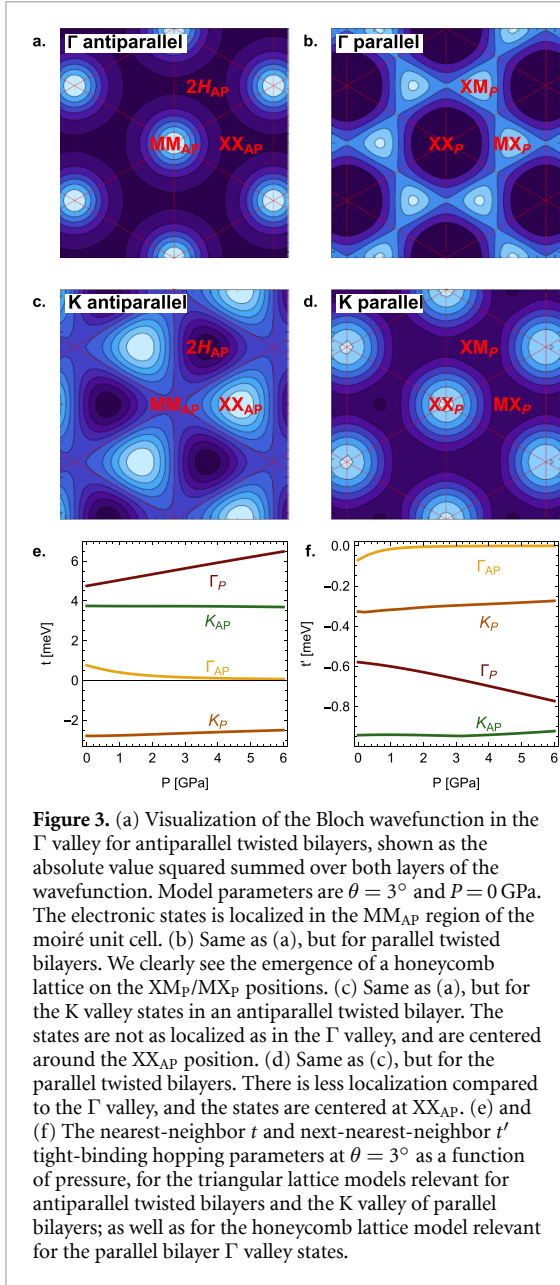 a. Γ antiparallel
2H_AP
MM_AP XX_AP
b. Γ parallel
XM_P
XX_P MX_P
c. K antiparallel
2H_AP
MM_AP XX_AP
d. K parallel
XM_P
XX_P MX_P
e.
t [meV]
6
4
2
0
−2
Γ_P
K_AP
Γ_AP
K_P
0 1 2 3 4 5 6
P [GPa]
f.
t' [meV]
0.0
−0.2
−0.4
−0.6
−0.8
Γ_AP
K_P
Γ_P
K_AP
0 1 2 3 4 5 6
P [GPa]
Figure 3. (a) Visualization of the Bloch wavefunction in the
Γ valley for antiparallel twisted bilayers, shown as the
absolute value squared summed over both layers of the
wavefunction. Model parameters are θ = 3° and P = 0 GPa.
The electronic states is localized in the MM_AP region of the
moiré unit cell. (b) Same as (a), but for parallel twisted
bilayers. We clearly see the emergence of a honeycomb
lattice on the XM_P/MX_P positions. (c) Same as (a), but for
the K valley states in an antiparallel twisted bilayer. The
states are not as localized as in the Γ valley, and are centered
around the XX_AP position. (d) Same as (c), but for the
parallel twisted bilayers. There is less localization compared
to the Γ valley, and the states are centered at XX_AP. (e) and
(f) The nearest-neighbor t and next-nearest-neighbor t′
tight-binding hopping parameters at θ = 3° as a function
of pressure, for the triangular lattice models relevant for
antiparallel twisted bilayers and the K valley of parallel
bilayers; as well as for the honeycomb lattice model relevant
for the parallel bilayer Γ valley states.